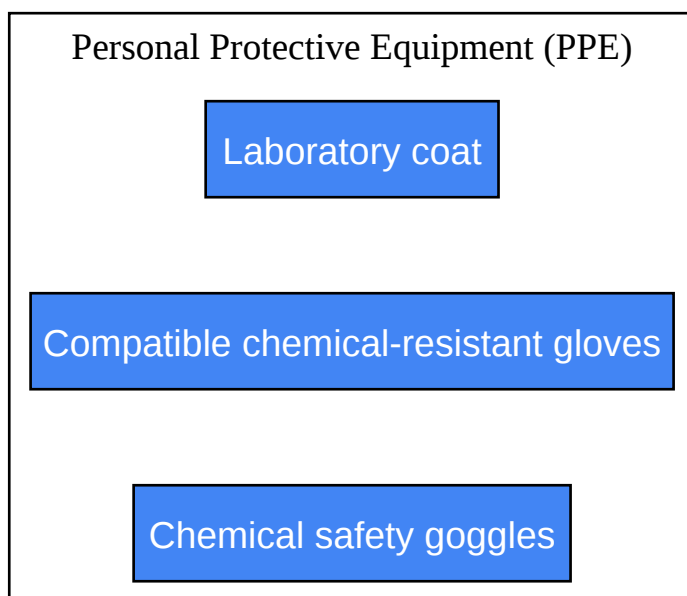 Personal Protective Equipment (PPE)
Laboratory coat
Compatible chemical-resistant gloves
Chemical safety goggles